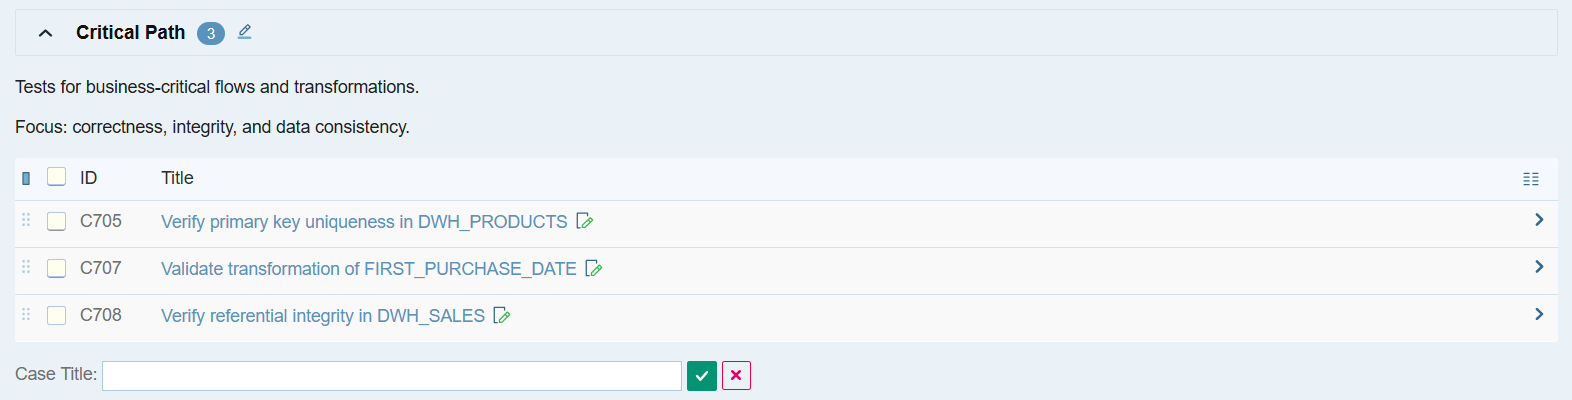 Critical Path 3
Tests for business-critical flows and transformations.
Focus: correctness, integrity, and data consistency.
ID Title
C705 Verify primary key uniqueness in DWH_PRODUCTS
C707 Validate transformation of FIRST_PURCHASE_DATE
C708 Verify referential integrity in DWH_SALES
Case Title: